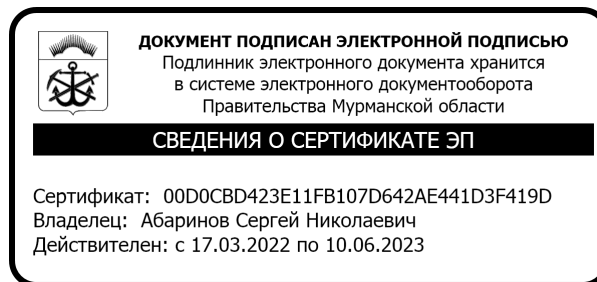 ДОКУМЕНТ ПОДПИСАН ЭЛЕКТРОННОЙ ПОДПИСЬЮ
Подлинник электронного документа хранится
в системе электронного документооборота
Правительства Мурманской области
СВЕДЕНИЯ О СЕРТИФИКАТЕ ЭП
Сертификат: 00D0CBD423E11FB107D642AE441D3F419D
Владелец: Абаринов Сергей Николаевич
Действителен: с 17.03.2022 по 10.06.2023